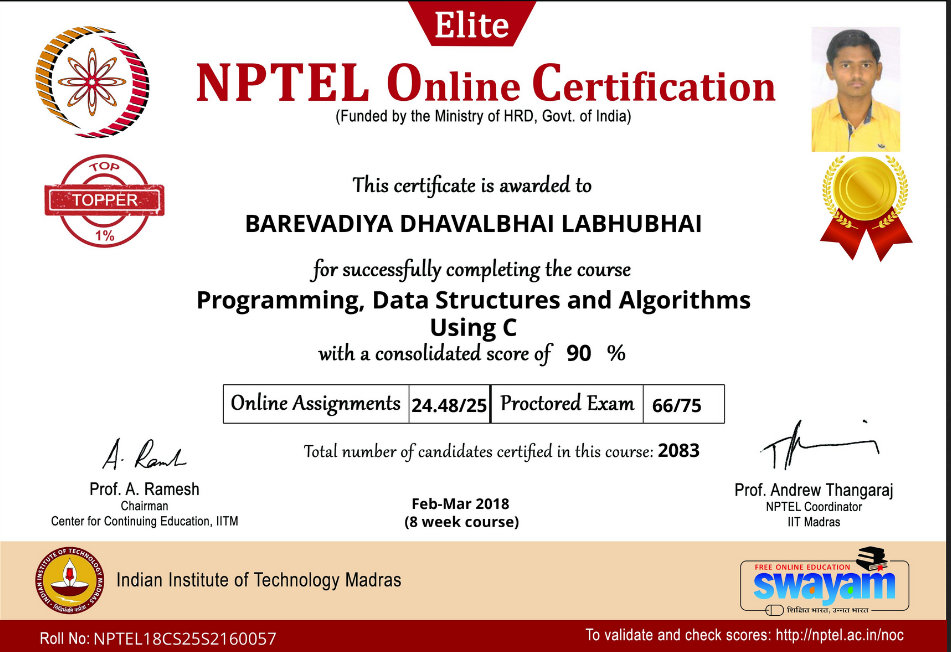 Elite
NPTEL Online Certification
(Funded by the Ministry of HRD, Govt. of India)
TOP
TOPPER
1%
This certificate is awarded to
BAREVADIYA DHAVALBHAI LABHUBHAI
for successfully completing the course
Programming, Data Structures and Algorithms
Using C
with a consolidated score of 90 %
Online Assignments 24.48/25 Proctored Exam 66/75
Total number of candidates certified in this course: 2083
A. Ramesh
Prof. A. Ramesh
Chairman
Center for Continuing Education, IITM
Feb-Mar 2018
(8 week course)
Prof. Andrew Thangaraj
NPTEL Coordinator
IIT Madras
INDIAN INSTITUTE OF TECHNOLOGY MADRAS
Indian Institute of Technology Madras
FREE ONLINE EDUCATION
swayam
शिक्षित भारत, उन्नत भारत
Roll No: NPTEL18CS25S2160057
To validate and check scores: http://nptel.ac.in/noc